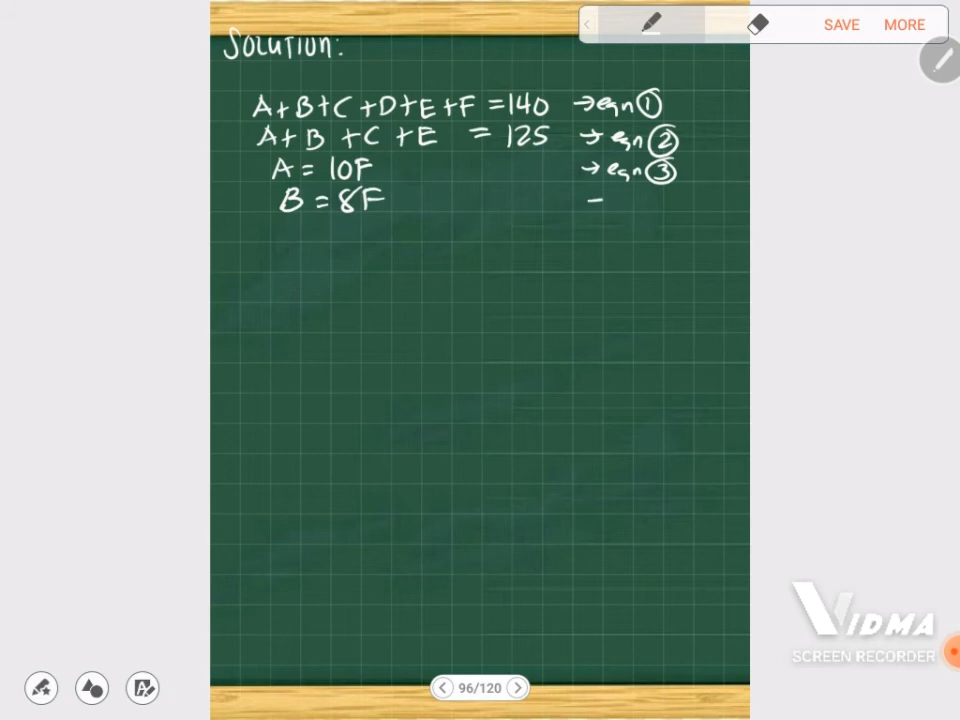 SAVE MORE
SOLUTION:
A+B+C+D+E+F=140 →eqn ①
A+B+C+E = 125 → eqn ②
A = 10F → eqn ③
B = 8F –
VIDMA
SCREEN RECORDER
96/120